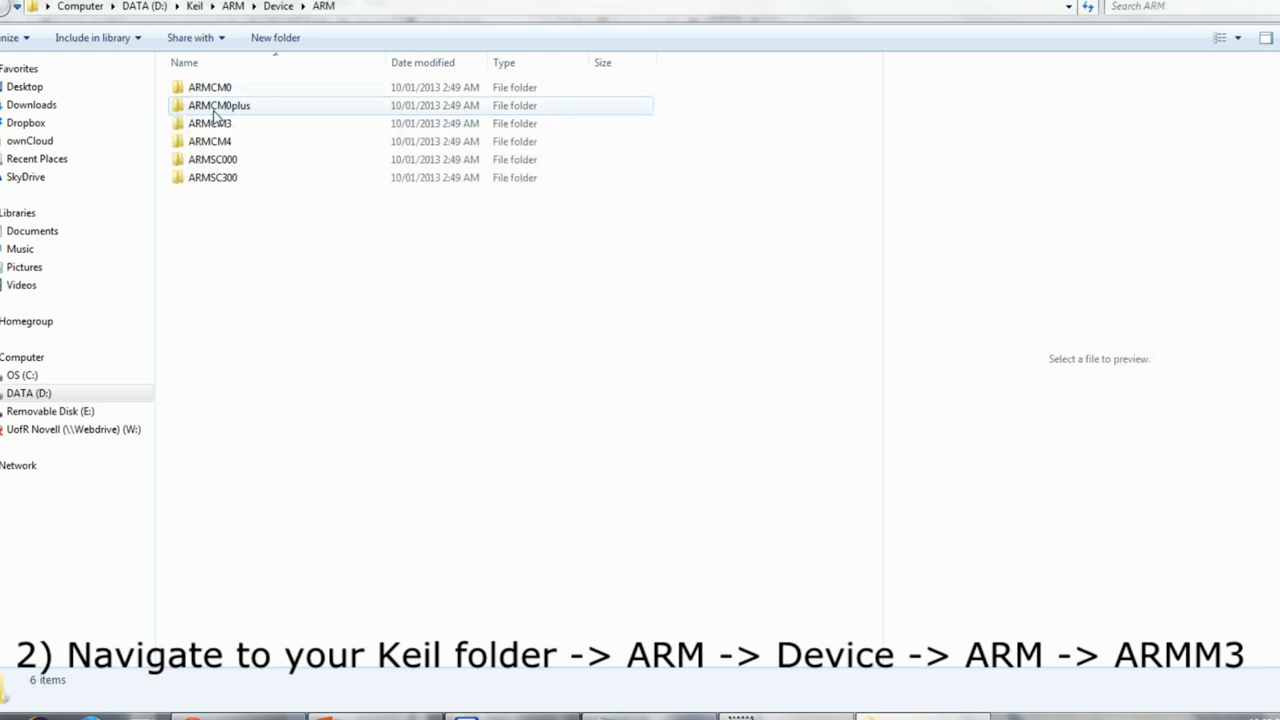 Computer DATA (D:) Keil ARM Device ARM Search ARM
nize Include in library Share with New folder
Name Date modified Type Size
Favorites
Desktop
Downloads
Dropbox
ownCloud
Recent Places
SkyDrive
Libraries
Documents
Music
Pictures
Videos
Homegroup
Computer
OS (C:)
DATA (D:)
Removable Disk (E:)
UofR Novell (\\Webdrive) (W:)
Network
ARMCM0 10/01/2013 2:49 AM File folder
ARMCM0plus 10/01/2013 2:49 AM File folder
ARMCM3 10/01/2013 2:49 AM File folder
ARMCM4 10/01/2013 2:49 AM File folder
ARMSC000 10/01/2013 2:49 AM File folder
ARMSC300 10/01/2013 2:49 AM File folder
Select a file to preview.
2) Navigate to your Keil folder -> ARM -> Device -> ARM -> ARMM3
6 items